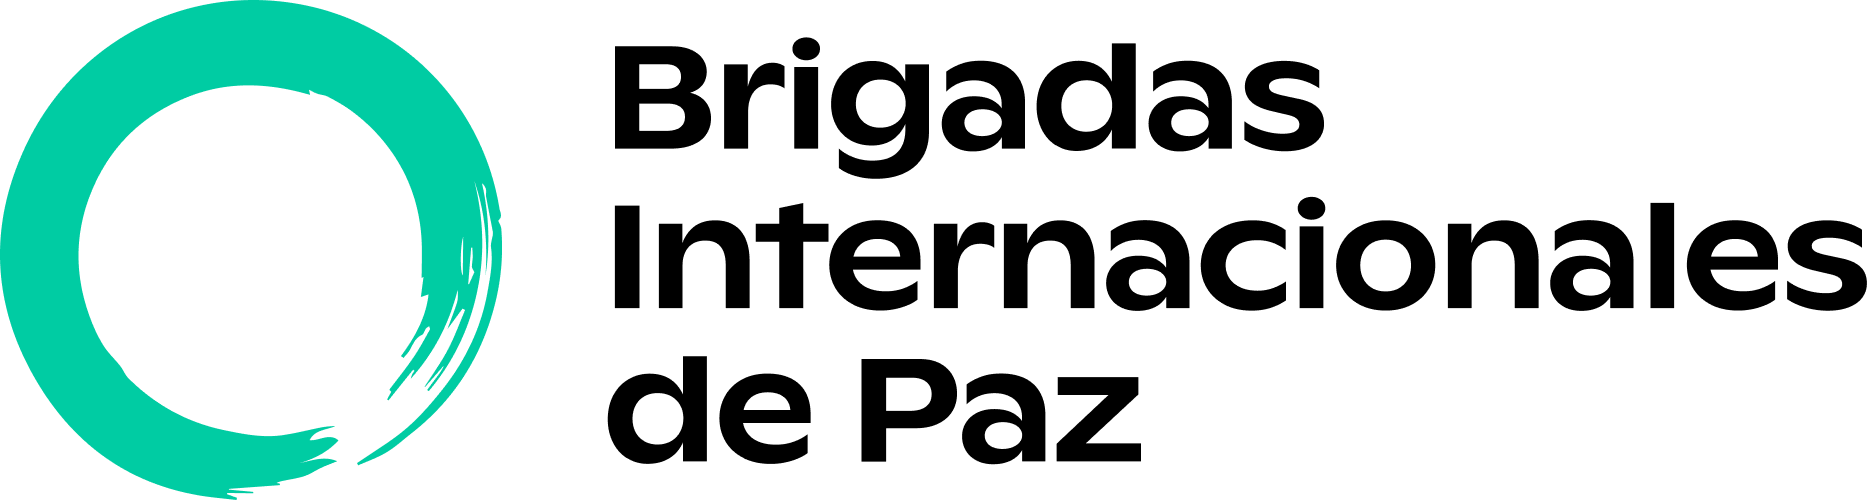 Brigadas
Internacionales
de Paz